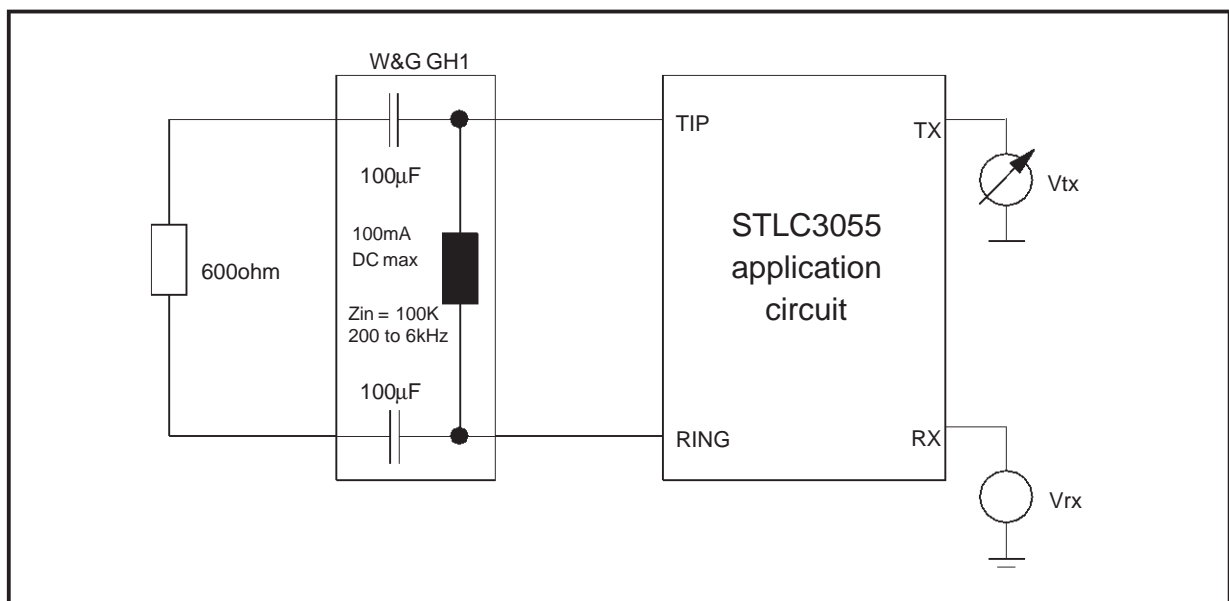 W&G GH1
TIP
TX
100μF
Vtx
100mA
DC max
STLC3055
application
circuit
600ohm
Zin = 100K
200 to 6kHz
100μF
RING
RX
Vrx